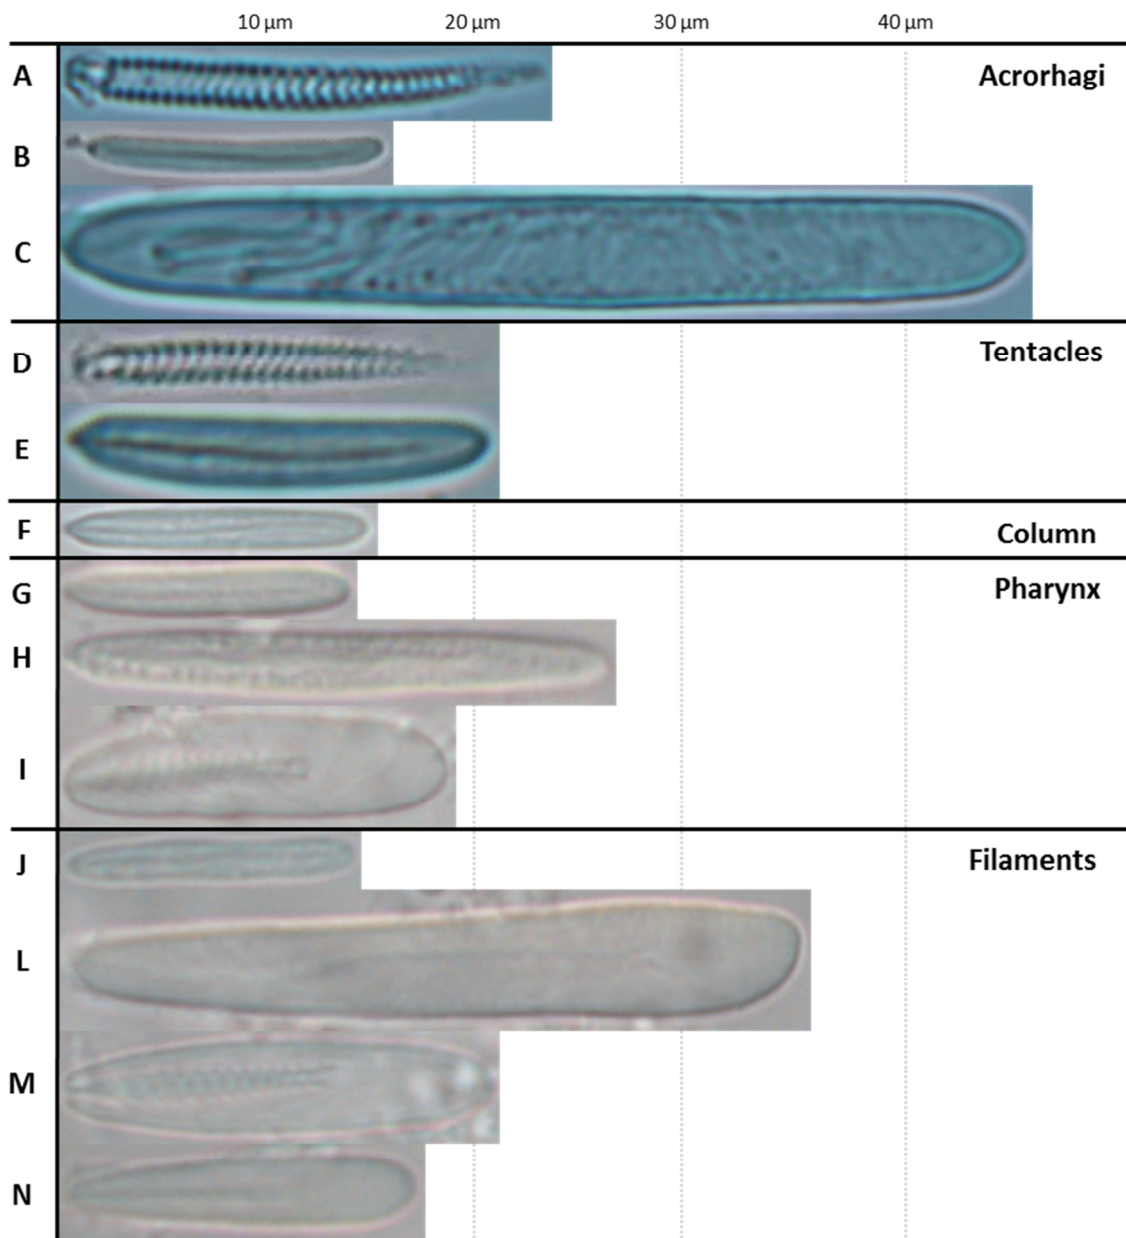 10 µm 20 µm 30 µm 40 µm
A Acrorhagi
B
C
D Tentacles
E
F Column
G Pharynx
H
I
J Filaments
L
M
N